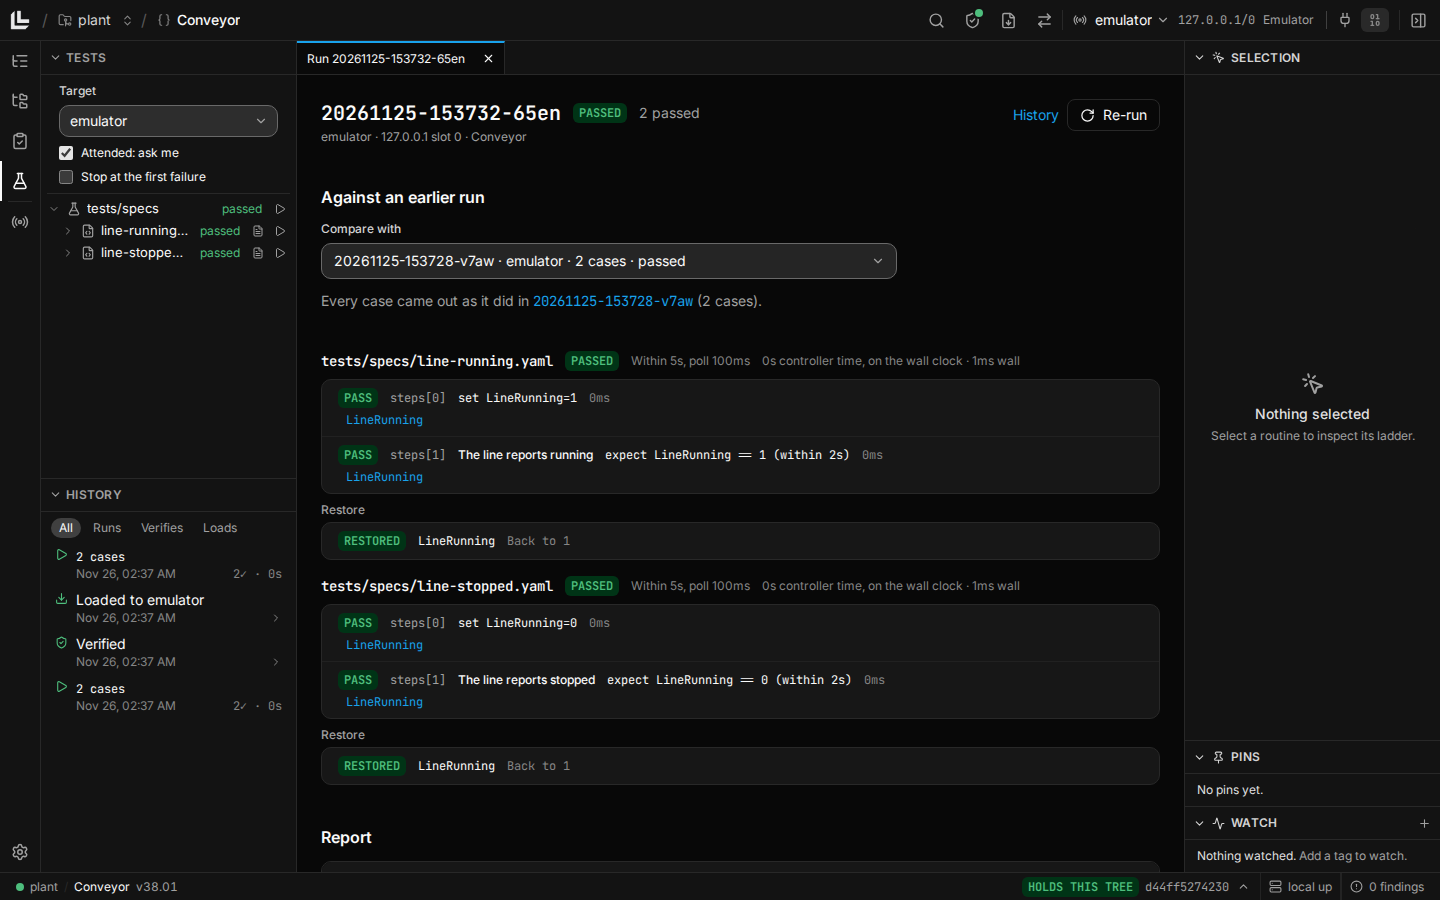 / plant / Conveyor
emulator 127.0.0.1/0 Emulator
TESTS
Target
emulator
Attended: ask me
Stop at the first failure
tests/specs passed
line-running... passed
line-stoppe... passed
HISTORY
All Runs Verifies Loads
2 cases
Nov 26, 02:37 AM 2✓ · 0s
Loaded to emulator
Nov 26, 02:37 AM
Verified
Nov 26, 02:37 AM
2 cases
Nov 26, 02:37 AM 2✓ · 0s
Run 20261125-153732-65en
20261125-153732-65en PASSED 2 passed
History Re-run
emulator · 127.0.0.1 slot 0 · Conveyor
Against an earlier run
Compare with
20261125-153728-v7aw · emulator · 2 cases · passed
Every case came out as it did in 20261125-153728-v7aw (2 cases).
tests/specs/line-running.yaml PASSED Within 5s, poll 100ms 0s controller time, on the wall clock · 1ms wall
PASS steps[0] set LineRunning=1 0ms
LineRunning
PASS steps[1] The line reports running expect LineRunning == 1 (within 2s) 0ms
LineRunning
Restore
RESTORED LineRunning Back to 1
tests/specs/line-stopped.yaml PASSED Within 5s, poll 100ms 0s controller time, on the wall clock · 1ms wall
PASS steps[0] set LineRunning=0 0ms
LineRunning
PASS steps[1] The line reports stopped expect LineRunning == 0 (within 2s) 0ms
LineRunning
Restore
RESTORED LineRunning Back to 1
Report
SELECTION
Nothing selected
Select a routine to inspect its ladder.
PINS
No pins yet.
WATCH
Nothing watched. Add a tag to watch.
plant / Conveyor v38.01
HOLDS THIS TREE d44ff5274230 local up 0 findings